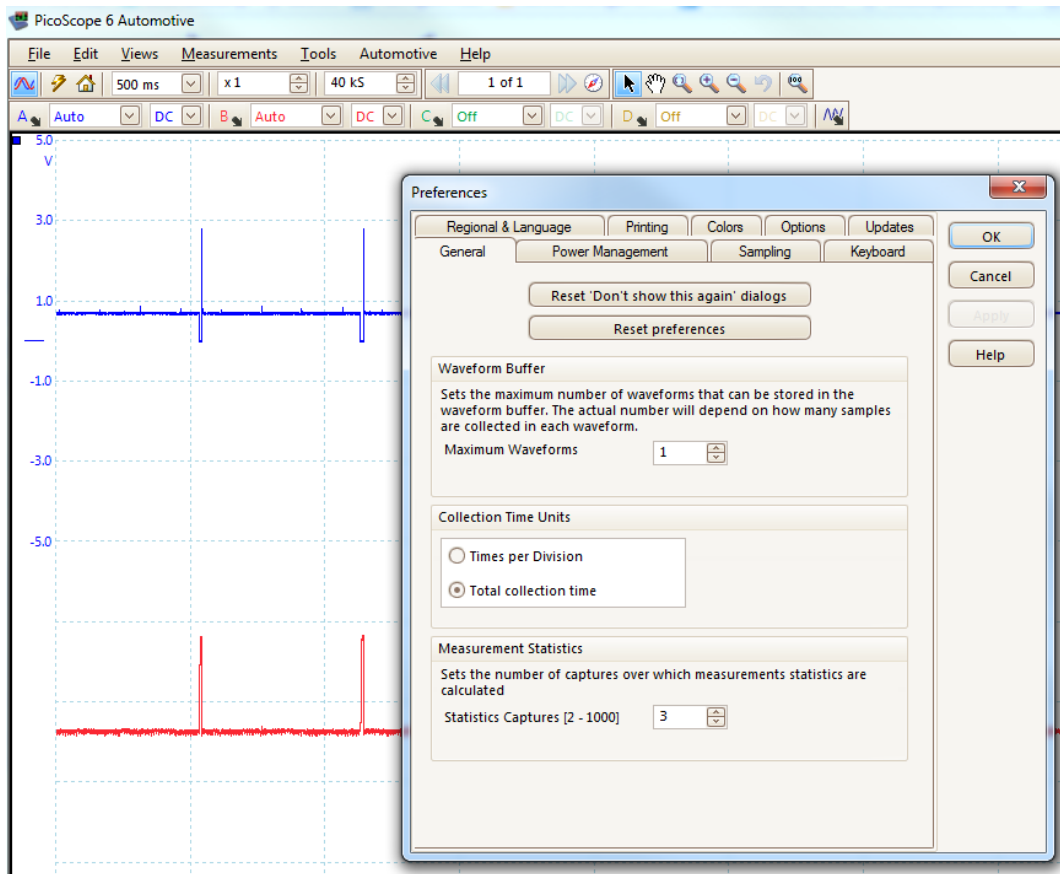 PicoScope 6 Automotive
File Edit Views Measurements Tools Automotive Help
500 ms x 1 40 kS 1 of 1
A Auto DC B Auto DC C Off DC D Off DC
5.0
V
3.0
1.0
-1.0
-3.0
-5.0
Preferences
Regional & Language Printing Colors Options Updates
General Power Management Sampling Keyboard
Reset 'Don't show this again' dialogs
Reset preferences
Waveform Buffer
Sets the maximum number of waveforms that can be stored in the
waveform buffer. The actual number will depend on how many samples
are collected in each waveform.
Maximum Waveforms 1
Collection Time Units
Times per Division
Total collection time
Measurement Statistics
Sets the number of captures over which measurements statistics are
calculated
Statistics Captures [2 - 1000] 3
OK
Cancel
Apply
Help